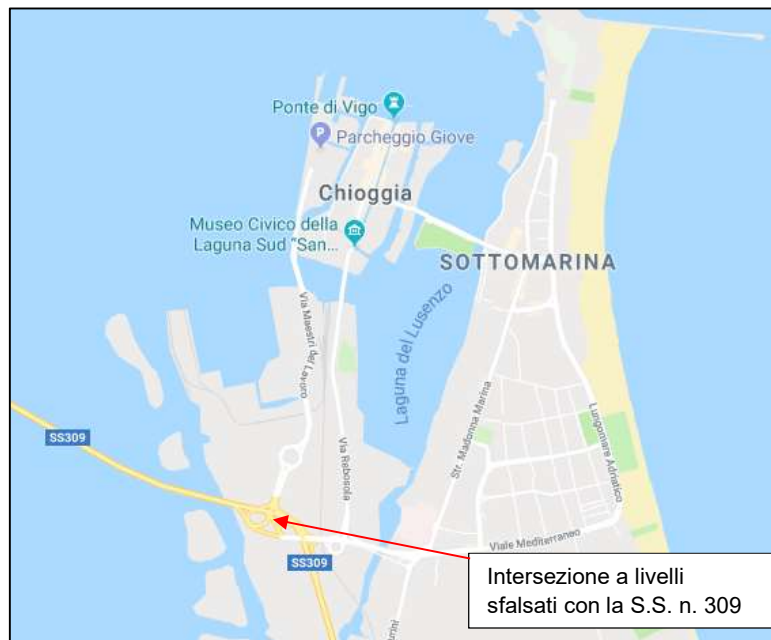 Ponte di Vigo
Parcheggio Giove
Chioggia
Museo Civico della
Laguna Sud "San...
SOTTOMARINA
Via Maestri del Lavoro
Laguna del Lusenzo
Str. Madonna Marina
Lungomare Adriatico
SS309
Via Rebosola
Viale Mediterraneo
SS309
Intersezione a livelli
sfalsati con la S.S. n. 309